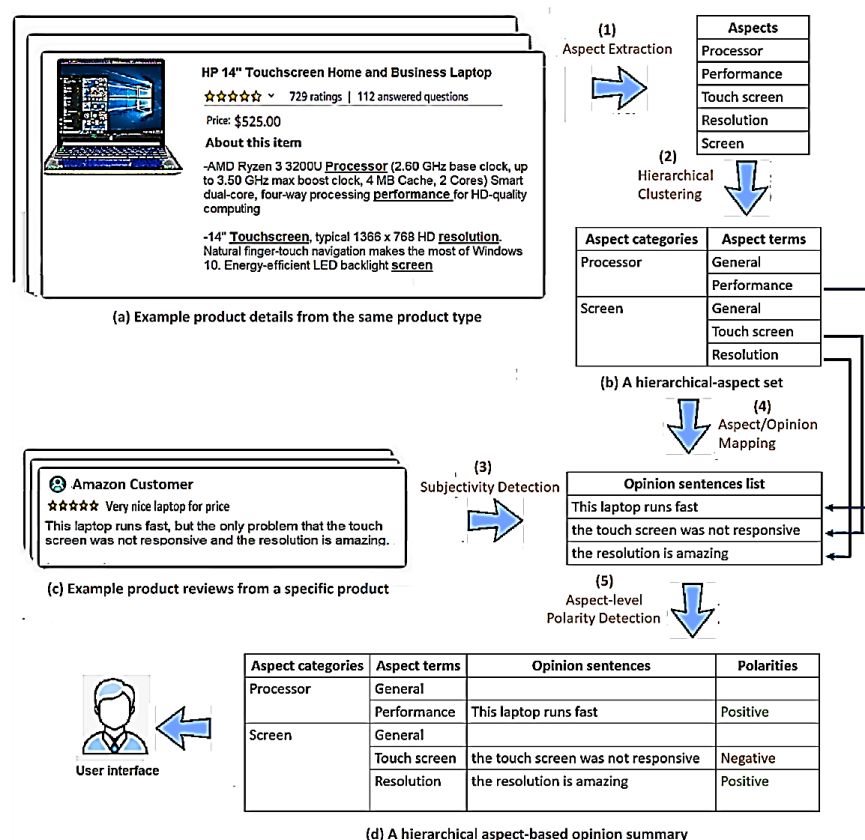 HP 14" Touchscreen Home and Business Laptop
729 ratings | 112 answered questions
Price: $525.00
About this item
-AMD Ryzen 3 3200U Processor (2.60 GHz base clock, up
to 3.50 GHz max boost clock, 4 MB Cache, 2 Cores) Smart
dual-core, four-way processing performance for HD-quality
computing
-14" Touchscreen, typical 1366 x 768 HD resolution.
Natural finger-touch navigation makes the most of Windows
10. Energy-efficient LED backlight screen
(a) Example product details from the same product type
(1)
Aspect Extraction
Aspects
Processor
Performance
Touch screen
Resolution
Screen
(2)
Hierarchical
Clustering
Aspect categories Aspect terms
Processor General
Performance
Screen General
Touch screen
Resolution
(b) A hierarchical-aspect set
(4)
Aspect/Opinion
Mapping
Amazon Customer
Very nice laptop for price
This laptop runs fast, but the only problem that the touch
screen was not responsive and the resolution is amazing.
(c) Example product reviews from a specific product
(3)
Subjectivity Detection
Opinion sentences list
This laptop runs fast
the touch screen was not responsive
the resolution is amazing
(5)
Aspect-level
Polarity Detection
Aspect categories Aspect terms Opinion sentences Polarities
Processor General
Performance This laptop runs fast Positive
Screen General
Touch screen the touch screen was not responsive Negative
Resolution the resolution is amazing Positive
User interface
(d) A hierarchical aspect-based opinion summary